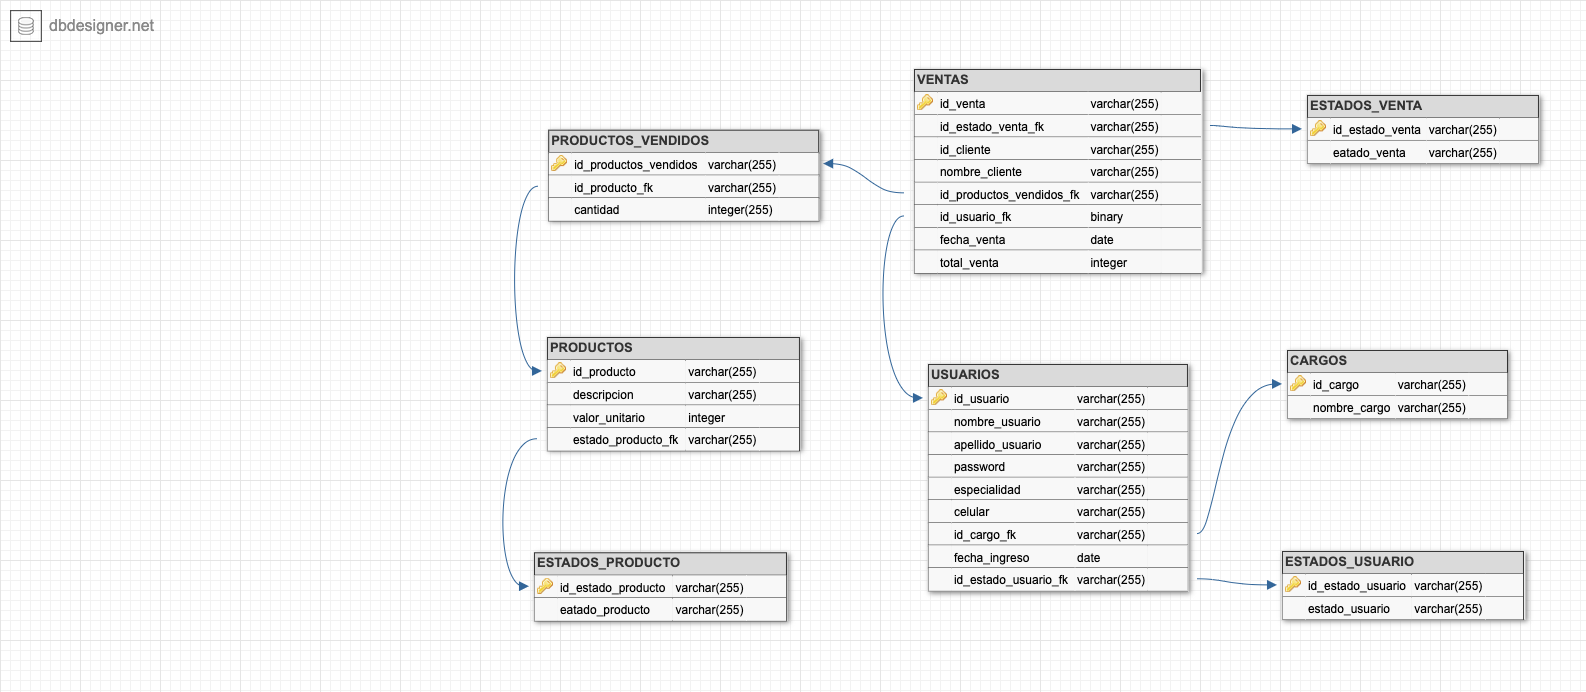 dbdesigner.net
VENTAS
id_venta varchar(255)
id_estado_venta_fk varchar(255)
id_cliente varchar(255)
nombre_cliente varchar(255)
id_productos_vendidos_fk varchar(255)
id_usuario_fk binary
fecha_venta date
total_venta integer
ESTADOS_VENTA
id_estado_venta varchar(255)
eatado_venta varchar(255)
PRODUCTOS_VENDIDOS
id_productos_vendidos varchar(255)
id_producto_fk varchar(255)
cantidad integer(255)
PRODUCTOS
id_producto varchar(255)
descripcion varchar(255)
valor_unitario integer
estado_producto_fk varchar(255)
USUARIOS
id_usuario varchar(255)
nombre_usuario varchar(255)
apellido_usuario varchar(255)
password varchar(255)
especialidad varchar(255)
celular varchar(255)
id_cargo_fk varchar(255)
fecha_ingreso date
id_estado_usuario_fk varchar(255)
CARGOS
id_cargo varchar(255)
nombre_cargo varchar(255)
ESTADOS_PRODUCTO
id_estado_producto varchar(255)
eatado_producto varchar(255)
ESTADOS_USUARIO
id_estado_usuario varchar(255)
estado_usuario varchar(255)